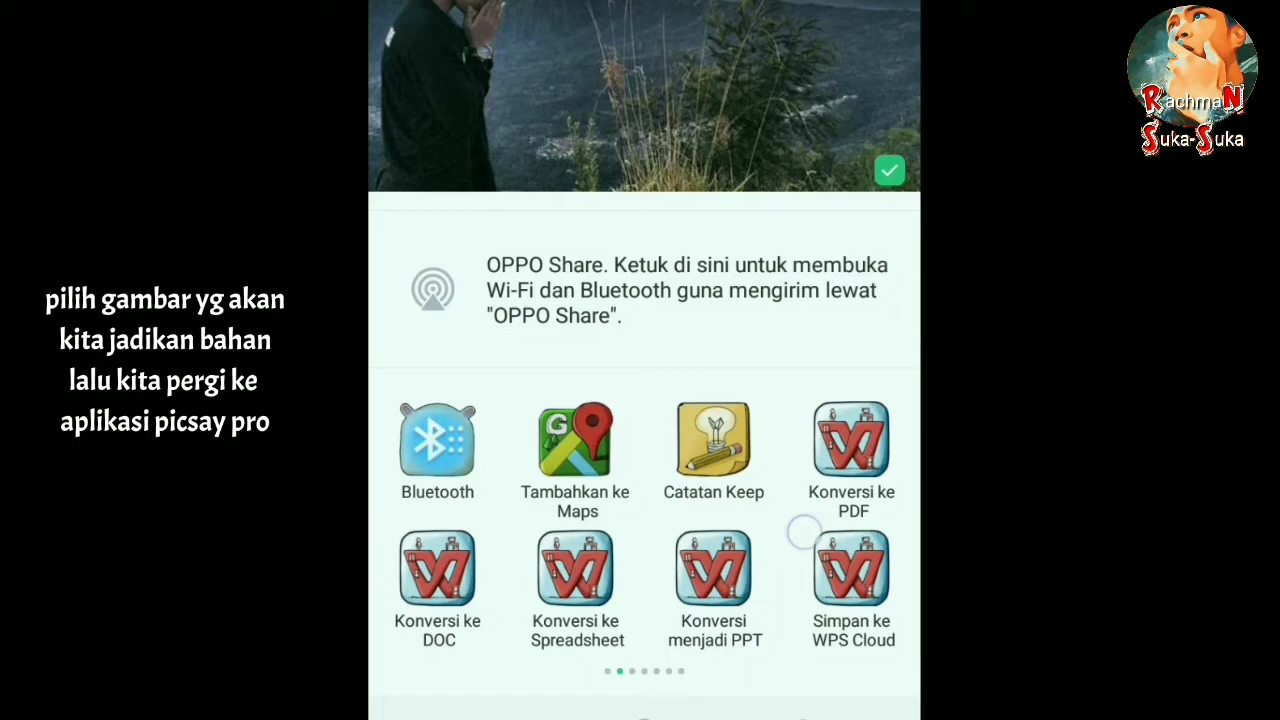 RachmaN
Suka-Suka
pilih gambar yg akan
kita jadikan bahan
lalu kita pergi ke
aplikasi picsay pro
OPPO Share. Ketuk di sini untuk membuka
Wi-Fi dan Bluetooth guna mengirim lewat
"OPPO Share".
Bluetooth
Tambahkan ke
Maps
Catatan Keep
Konversi ke
PDF
Konversi ke
DOC
Konversi ke
Spreadsheet
Konversi
menjadi PPT
Simpan ke
WPS Cloud